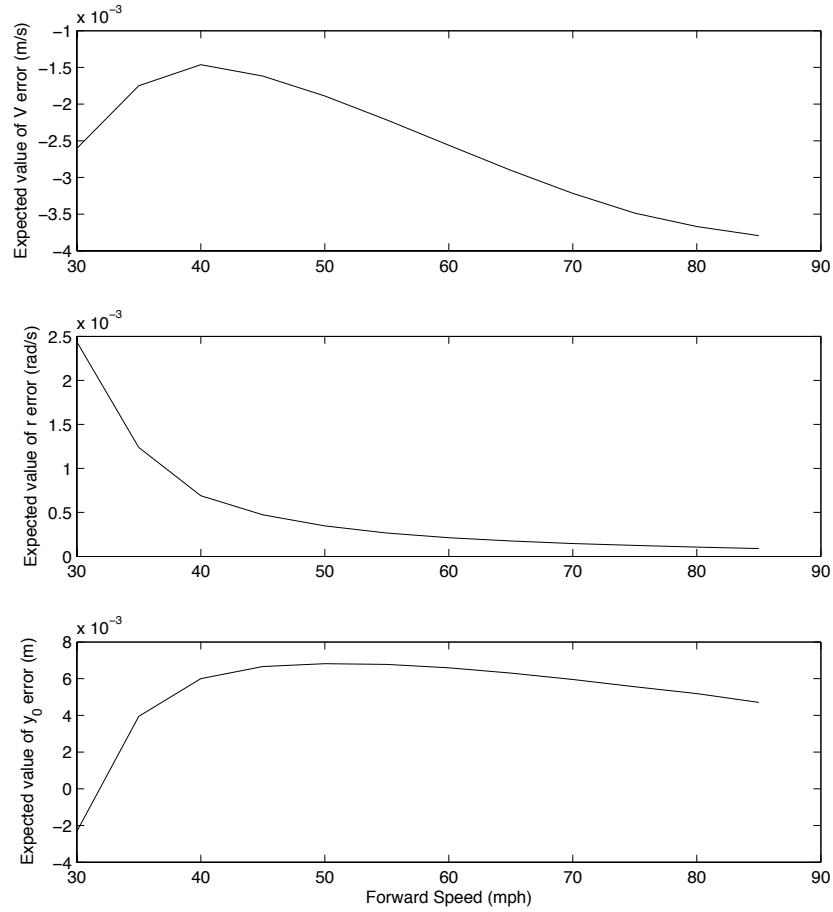 x 10⁻³
Expected value of V error (m/s)
−1
−1.5
−2
−2.5
−3
−3.5
−4
30 40 50 60 70 80 90
x 10⁻³
Expected value of r error (rad/s)
2.5
2
1.5
1
0.5
0
30 40 50 60 70 80 90
x 10⁻³
Expected value of y₀ error (m)
8
6
4
2
0
−2
−4
30 40 50 60 70 80 90
Forward Speed (mph)